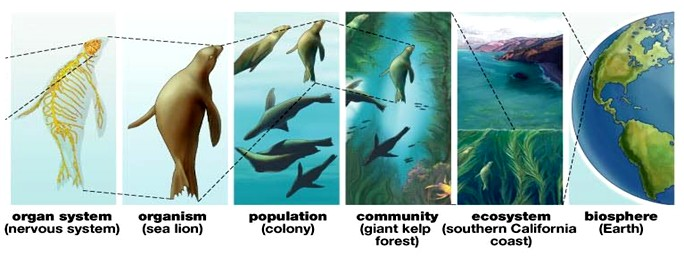 organ system
(nervous system)
organism
(sea lion)
population
(colony)
community
(giant kelp
forest)
ecosystem
(southern California
coast)
biosphere
(Earth)